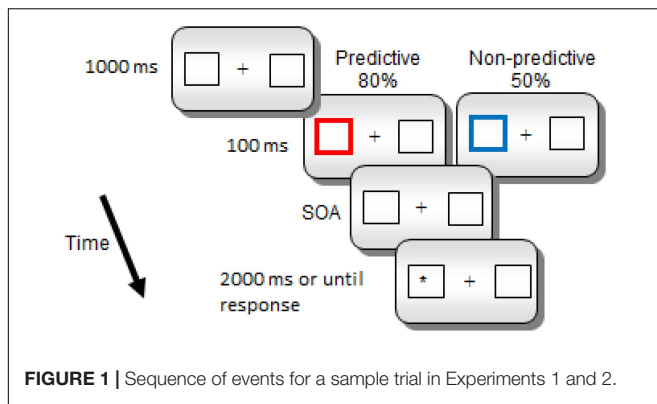 1000 ms
+
Predictive
80%
Non-predictive
50%
100 ms
+
+
SOA
+
Time
2000 ms or until
response
* +
FIGURE 1 | Sequence of events for a sample trial in Experiments 1 and 2.